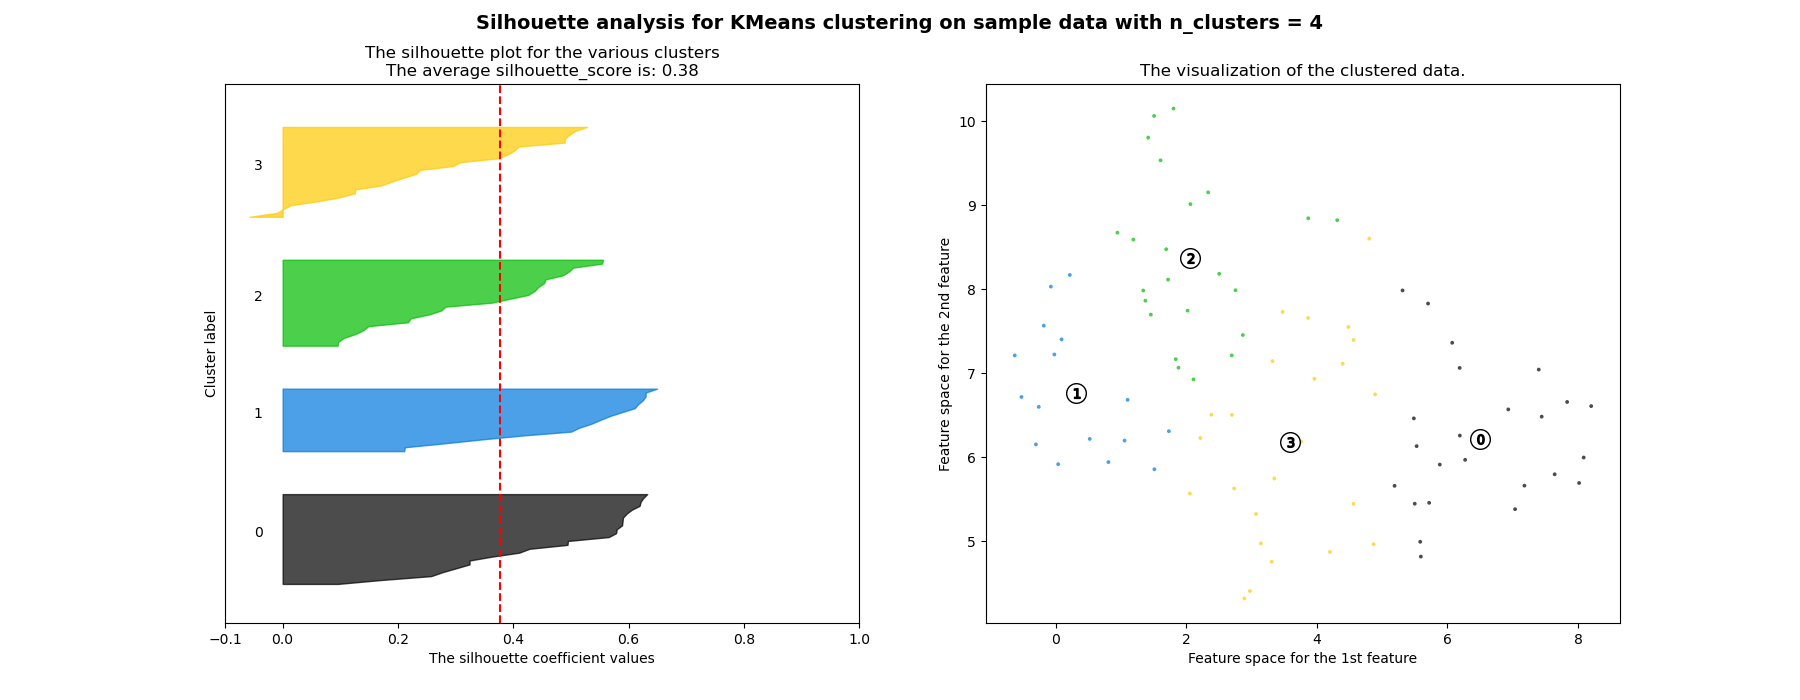 Silhouette analysis for KMeans clustering on sample data with n_clusters = 4
The silhouette plot for the various clusters
The average silhouette_score is: 0.38
Cluster label
3
2
1
0
−0.1 0.0 0.2 0.4 0.6 0.8 1.0
The silhouette coefficient values
The visualization of the clustered data.
Feature space for the 2nd feature
10
9
8
7
6
5
2
1
3
0
0 2 4 6 8
Feature space for the 1st feature